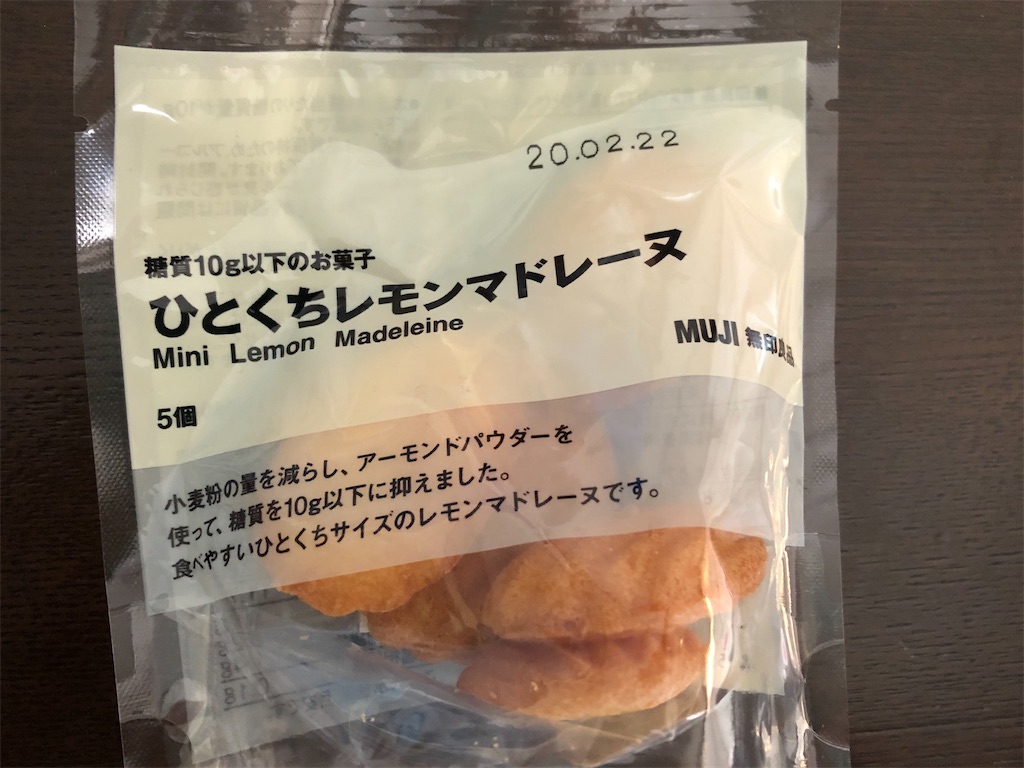 20.02.22
糖質10g以下のお菓子
ひとくちレモンマドレーヌ
Mini Lemon Madeleine
MUJI 無印良品
5個
小麦粉の量を減らし、アーモンドパウダーを
使って、糖質を10g以下に抑えました。
食べやすいひとくちサイズのレモンマドレーヌです。